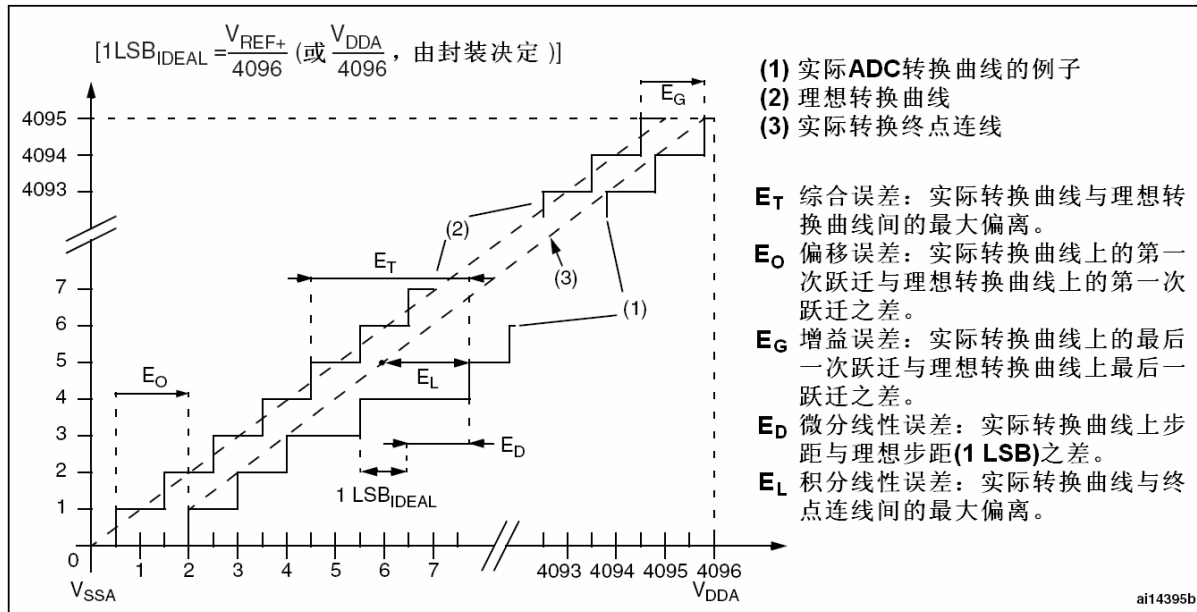 [1LSB_IDEAL = V_REF+/4096 (或 V_DDA/4096 , 由封装决定 )]
(1) 实际ADC转换曲线的例子
(2) 理想转换曲线
(3) 实际转换终点连线
E_T 综合误差：实际转换曲线与理想转
换曲线间的最大偏离。
E_O 偏移误差：实际转换曲线上的第一
次跃迁与理想转换曲线上的第一次
跃迁之差。
E_G 增益误差：实际转换曲线上的最后
一次跃迁与理想转换曲线上最后一
跃迁之差。
E_D 微分线性误差：实际转换曲线上步
距与理想步距(1 LSB)之差。
E_L 积分线性误差：实际转换曲线与终
点连线间的最大偏离。
E_G
4095
4094
4093
7
6
5
4
3
2
1
0
(2)
E_T
(3)
(1)
E_O
E_L
E_D
1 LSB_IDEAL
1 2 3 4 5 6 7 4093 4094 4095 4096
V_SSA
V_DDA
ai14395b